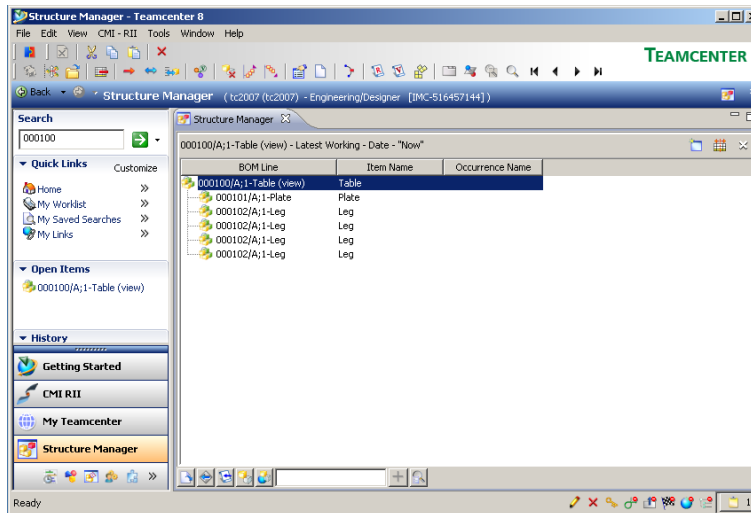 Structure Manager - Teamcenter 8
File Edit View CMI - RII Tools Window Help
TEAMCENTER
Back Structure Manager ( tc2007 (tc2007) - Engineering/Designer [IMC-516457144] )
Search
000100
Quick Links Customize
Home
My Worklist
My Saved Searches
My Links
Open Items
000100/A;1-Table (view)
History
Getting Started
CMI RII
My Teamcenter
Structure Manager
Structure Manager
000100/A;1-Table (view) - Latest Working - Date - "Now"
BOM Line Item Name Occurrence Name
000100/A;1-Table (view) Table
000101/A;1-Plate Plate
000102/A;1-Leg Leg
000102/A;1-Leg Leg
000102/A;1-Leg Leg
000102/A;1-Leg Leg
Ready